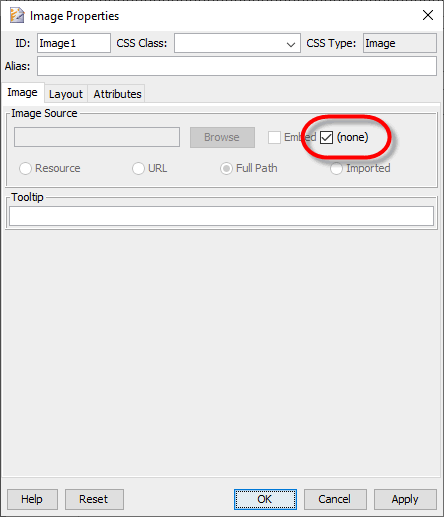 Image Properties
ID: Image1 CSS Class: CSS Type: Image
Alias:
Image Layout Attributes
Image Source
Browse Embed (none)
Resource URL Full Path Imported
Tooltip
Help Reset OK Cancel Apply